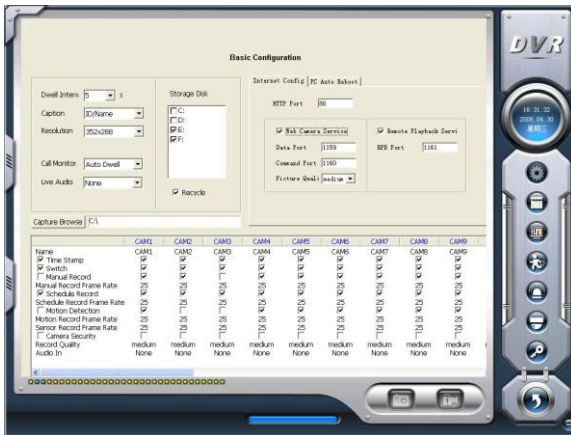 DVR
Basic Configuration
Internet Config PC Auto Reboot
Dwell Interv. 5 s
Storage Disk
Caption ID/Name
C:
D:
E:
F:
HTTP Port 80
16:31:32
2008.04.30
星期三
Resolution 352x288
Web Camera Service
Remote Playback Servi
Data Port 1159
RPB Port 1161
Command Port 1160
Call Monitor Auto Dwell
Picture Quali medium
Live Audio None
Recycle
Capture Browse C:\
CAM1 CAM2 CAM3 CAM4 CAM5 CAM6 CAM7 CAM8 CAM9
Name CAM1 CAM2 CAM3 CAM4 CAM5 CAM6 CAM7 CAM8 CAM9
Time Stamp
Switch
Manual Record
Manual Record Frame Rate 25 25 25 25 25 25 25 25 25
Schedule Record
Schedule Record Frame Rate 25 25 25 25 25 25 25 25 25
Motion Detection
Motion Record Frame Rate 25 25 25 25 25 25 25 25 25
Sensor Record Frame Rate 25 25 25 25 25 25 25 25 25
Camera Security
Record Quality medium medium medium medium medium medium medium medium medium
Audio In None None None None None None None None None